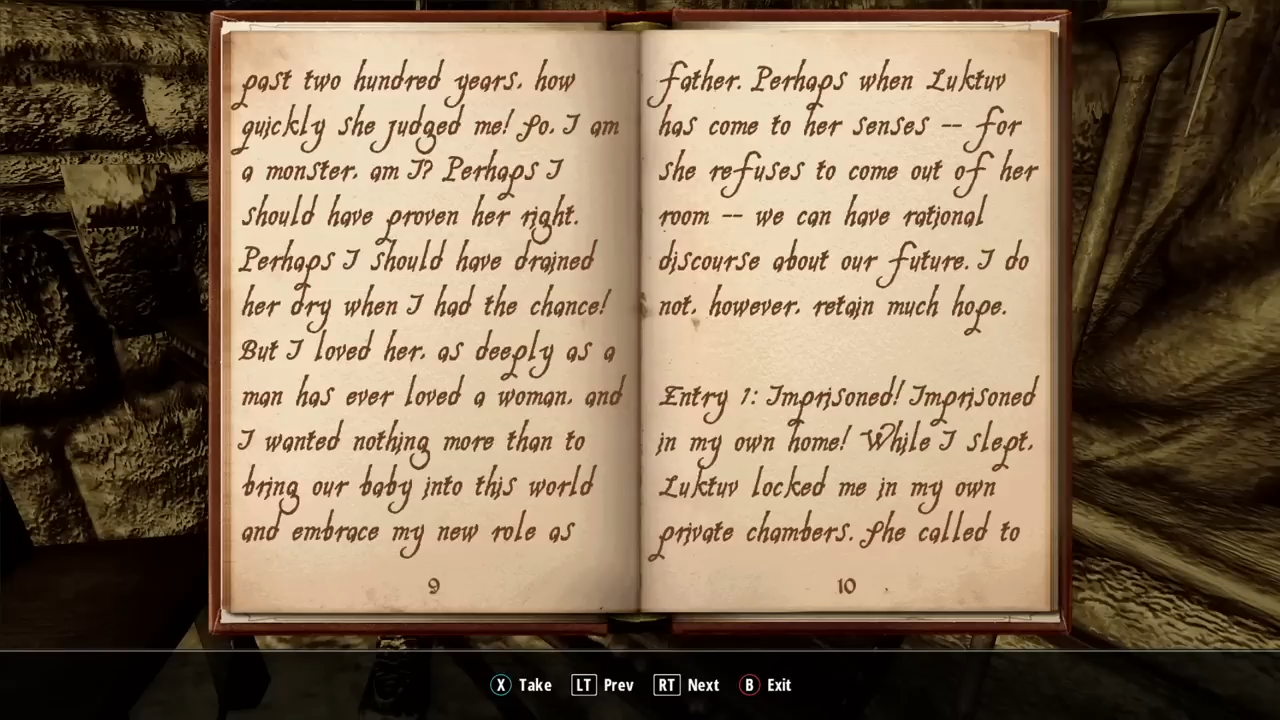 past two hundred years, how
quickly she judged me! So, I am
a monster, am I? Perhaps I
should have proven her right.
Perhaps I should have drained
her dry when I had the chance!
But I loved her, as deeply as a
man has ever loved a woman, and
I wanted nothing more than to
bring our baby into this world
and embrace my new role as
9
father. Perhaps when Luktuv
has come to her senses -- for
she refuses to come out of her
room -- we can have rational
discourse about our future. I do
not, however, retain much hope.
Entry 1: Imprisoned! Imprisoned
in my own home! While I slept,
Luktuv locked me in my own
private chambers. She called to
10
X Take LT Prev RT Next B Exit